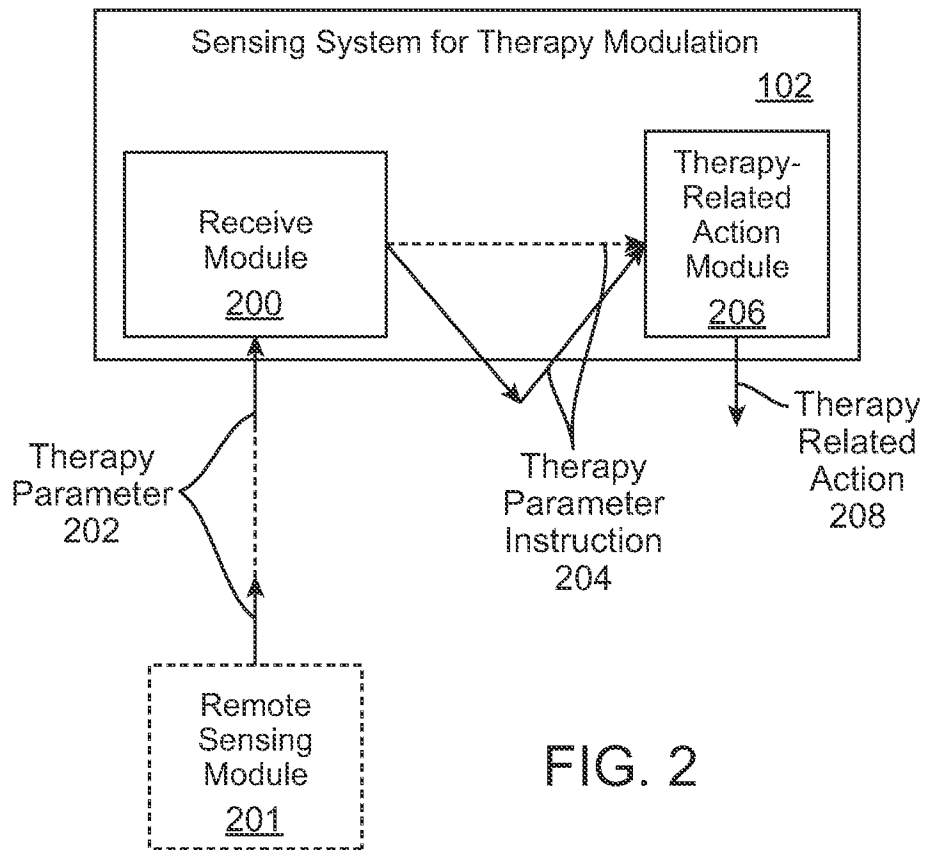 Sensing System for Therapy Modulation
102
Receive
Module
200
Therapy-
Related
Action
Module
206
Therapy
Parameter
202
Therapy
Parameter
Instruction
204
Therapy
Related
Action
208
Remote
Sensing
Module
201
FIG. 2